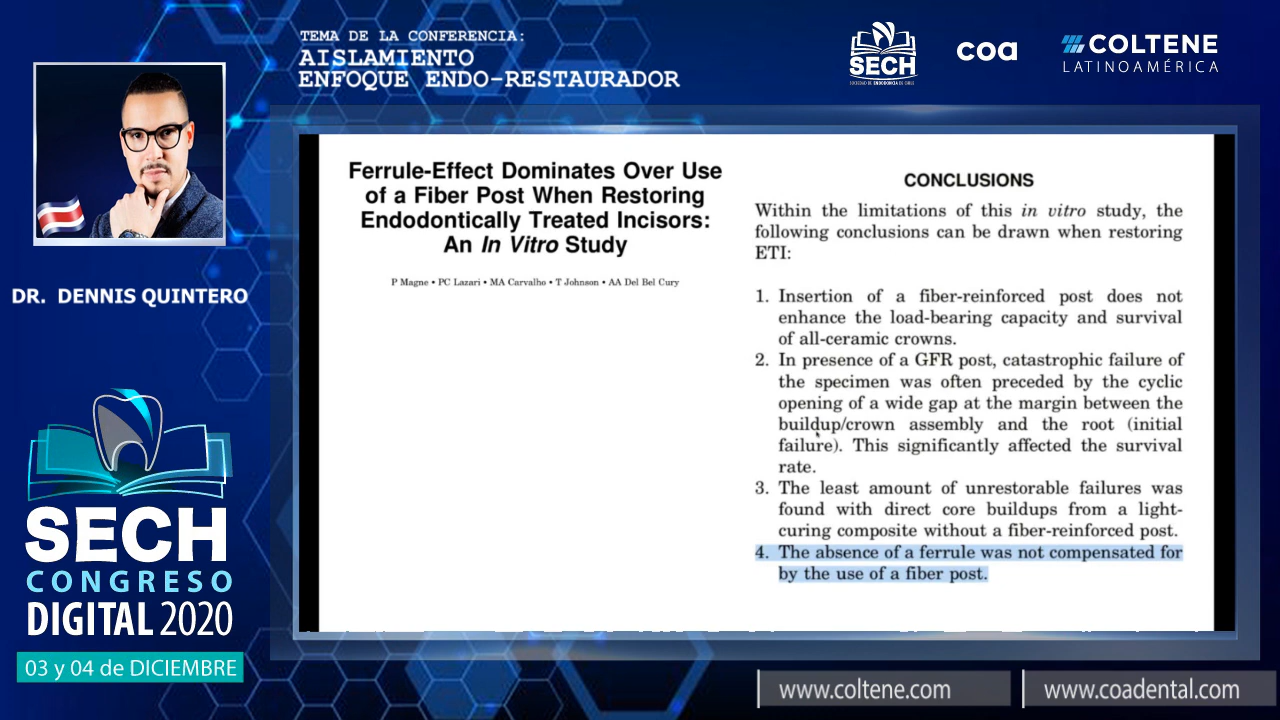 TEMA DE LA CONFERENCIA:
AISLAMIENTO
ENFOQUE ENDO-RESTAURADOR
SECH
coa
COLTENE
LATINOAMÉRICA
DR. DENNIS QUINTERO
Ferrule-Effect Dominates Over Use
of a Fiber Post When Restoring
Endodontically Treated Incisors:
An In Vitro Study
P Magne • PC Lazari • MA Carvalho • T Johnson • AA Del Bel Cury
CONCLUSIONS
Within the limitations of this in vitro study, the
following conclusions can be drawn when restoring
ETI:
1. Insertion of a fiber-reinforced post does not
enhance the load-bearing capacity and survival
of all-ceramic crowns.
2. In presence of a GFR post, catastrophic failure of
the specimen was often preceded by the cyclic
opening of a wide gap at the margin between the
buildup/crown assembly and the root (initial
failure). This significantly affected the survival
rate.
3. The least amount of unrestorable failures was
found with direct core buildups from a light-
curing composite without a fiber-reinforced post.
4. The absence of a ferrule was not compensated for
by the use of a fiber post.
SECH
CONGRESO
DIGITAL 2020
03 y 04 de DICIEMBRE
www.coltene.com
www.coadental.com